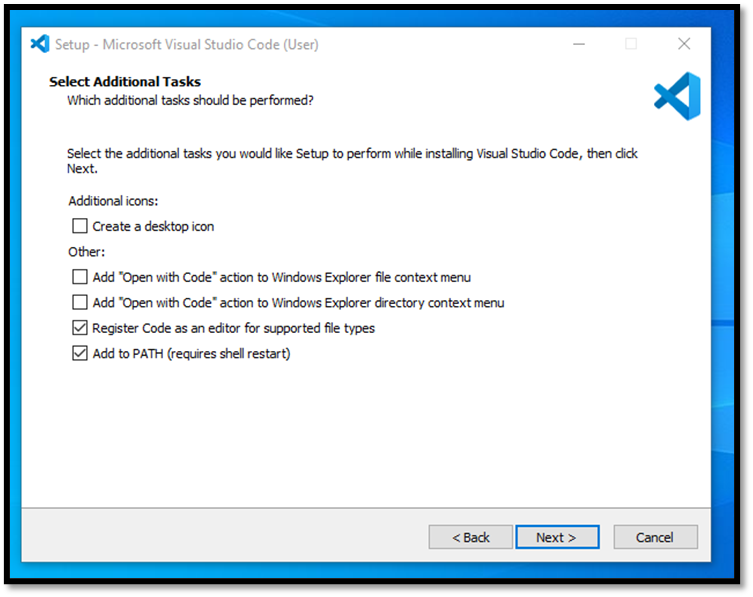 Setup - Microsoft Visual Studio Code (User)
Select Additional Tasks
Which additional tasks should be performed?
Select the additional tasks you would like Setup to perform while installing Visual Studio Code, then click
Next.
Additional icons:
Create a desktop icon
Other:
Add "Open with Code" action to Windows Explorer file context menu
Add "Open with Code" action to Windows Explorer directory context menu
Register Code as an editor for supported file types
Add to PATH (requires shell restart)
< Back Next > Cancel